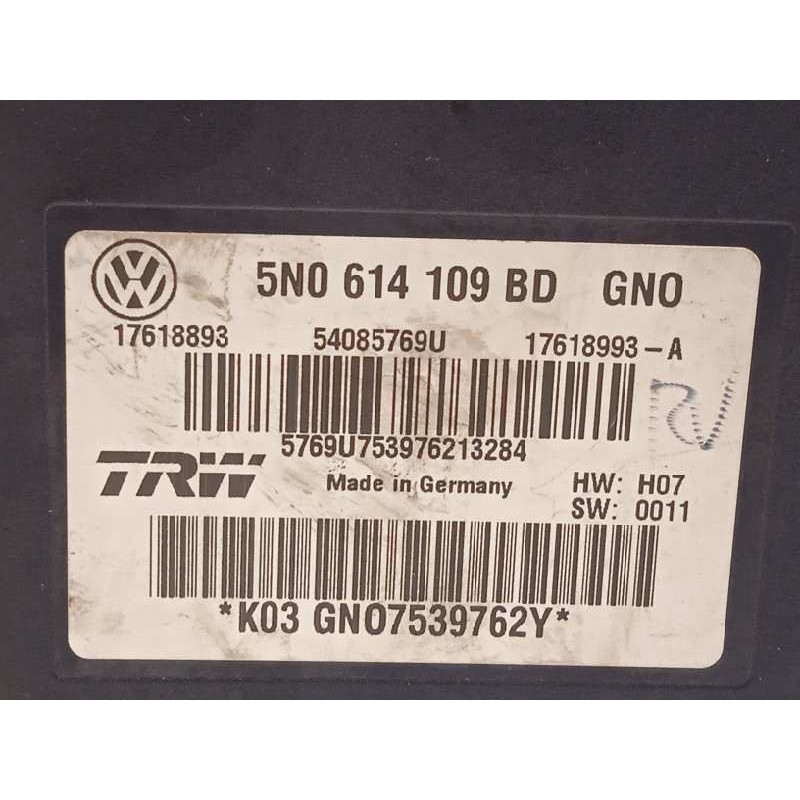 5N0 614 109 BD GNO
17618893 54085769U 17618993-A
5769U753976213284
TRW Made in Germany HW: H07
SW: 0011
*K03 GNO7539762Y*